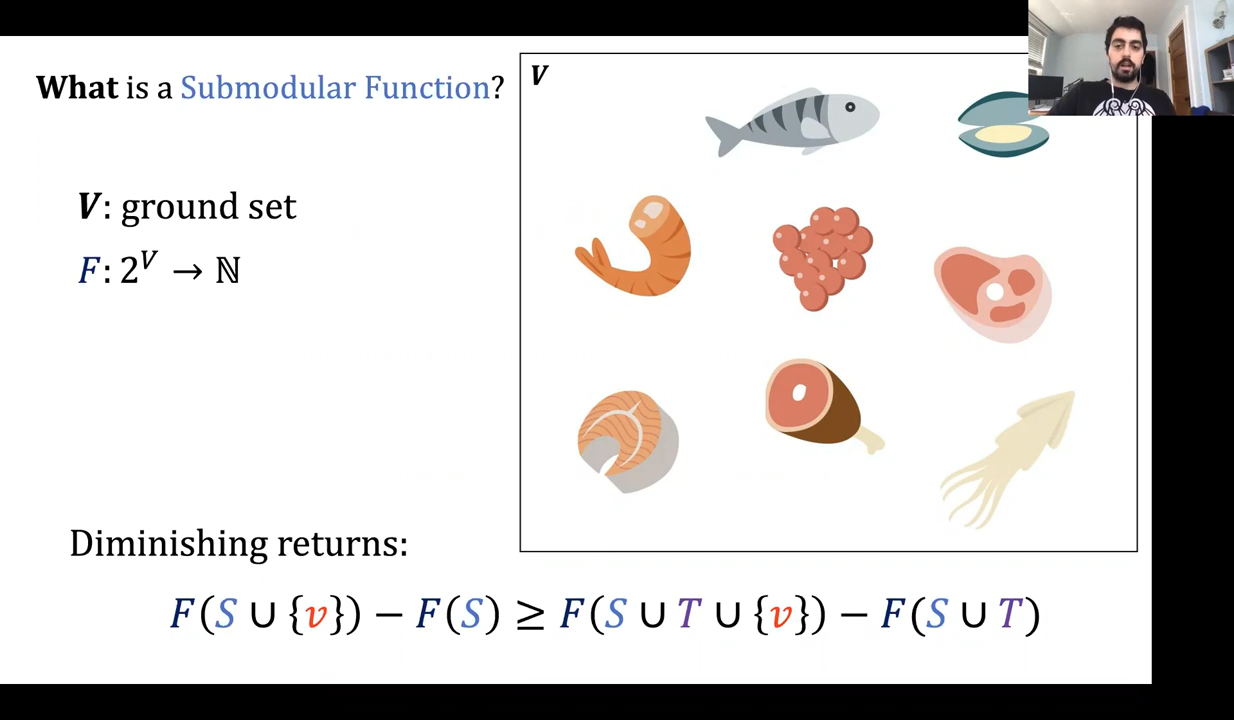 What is a Submodular Function?
V
V: ground set
F: 2^V → ℕ
Diminishing returns:
F(S ∪ {v}) − F(S) ≥ F(S ∪ T ∪ {v}) − F(S ∪ T)